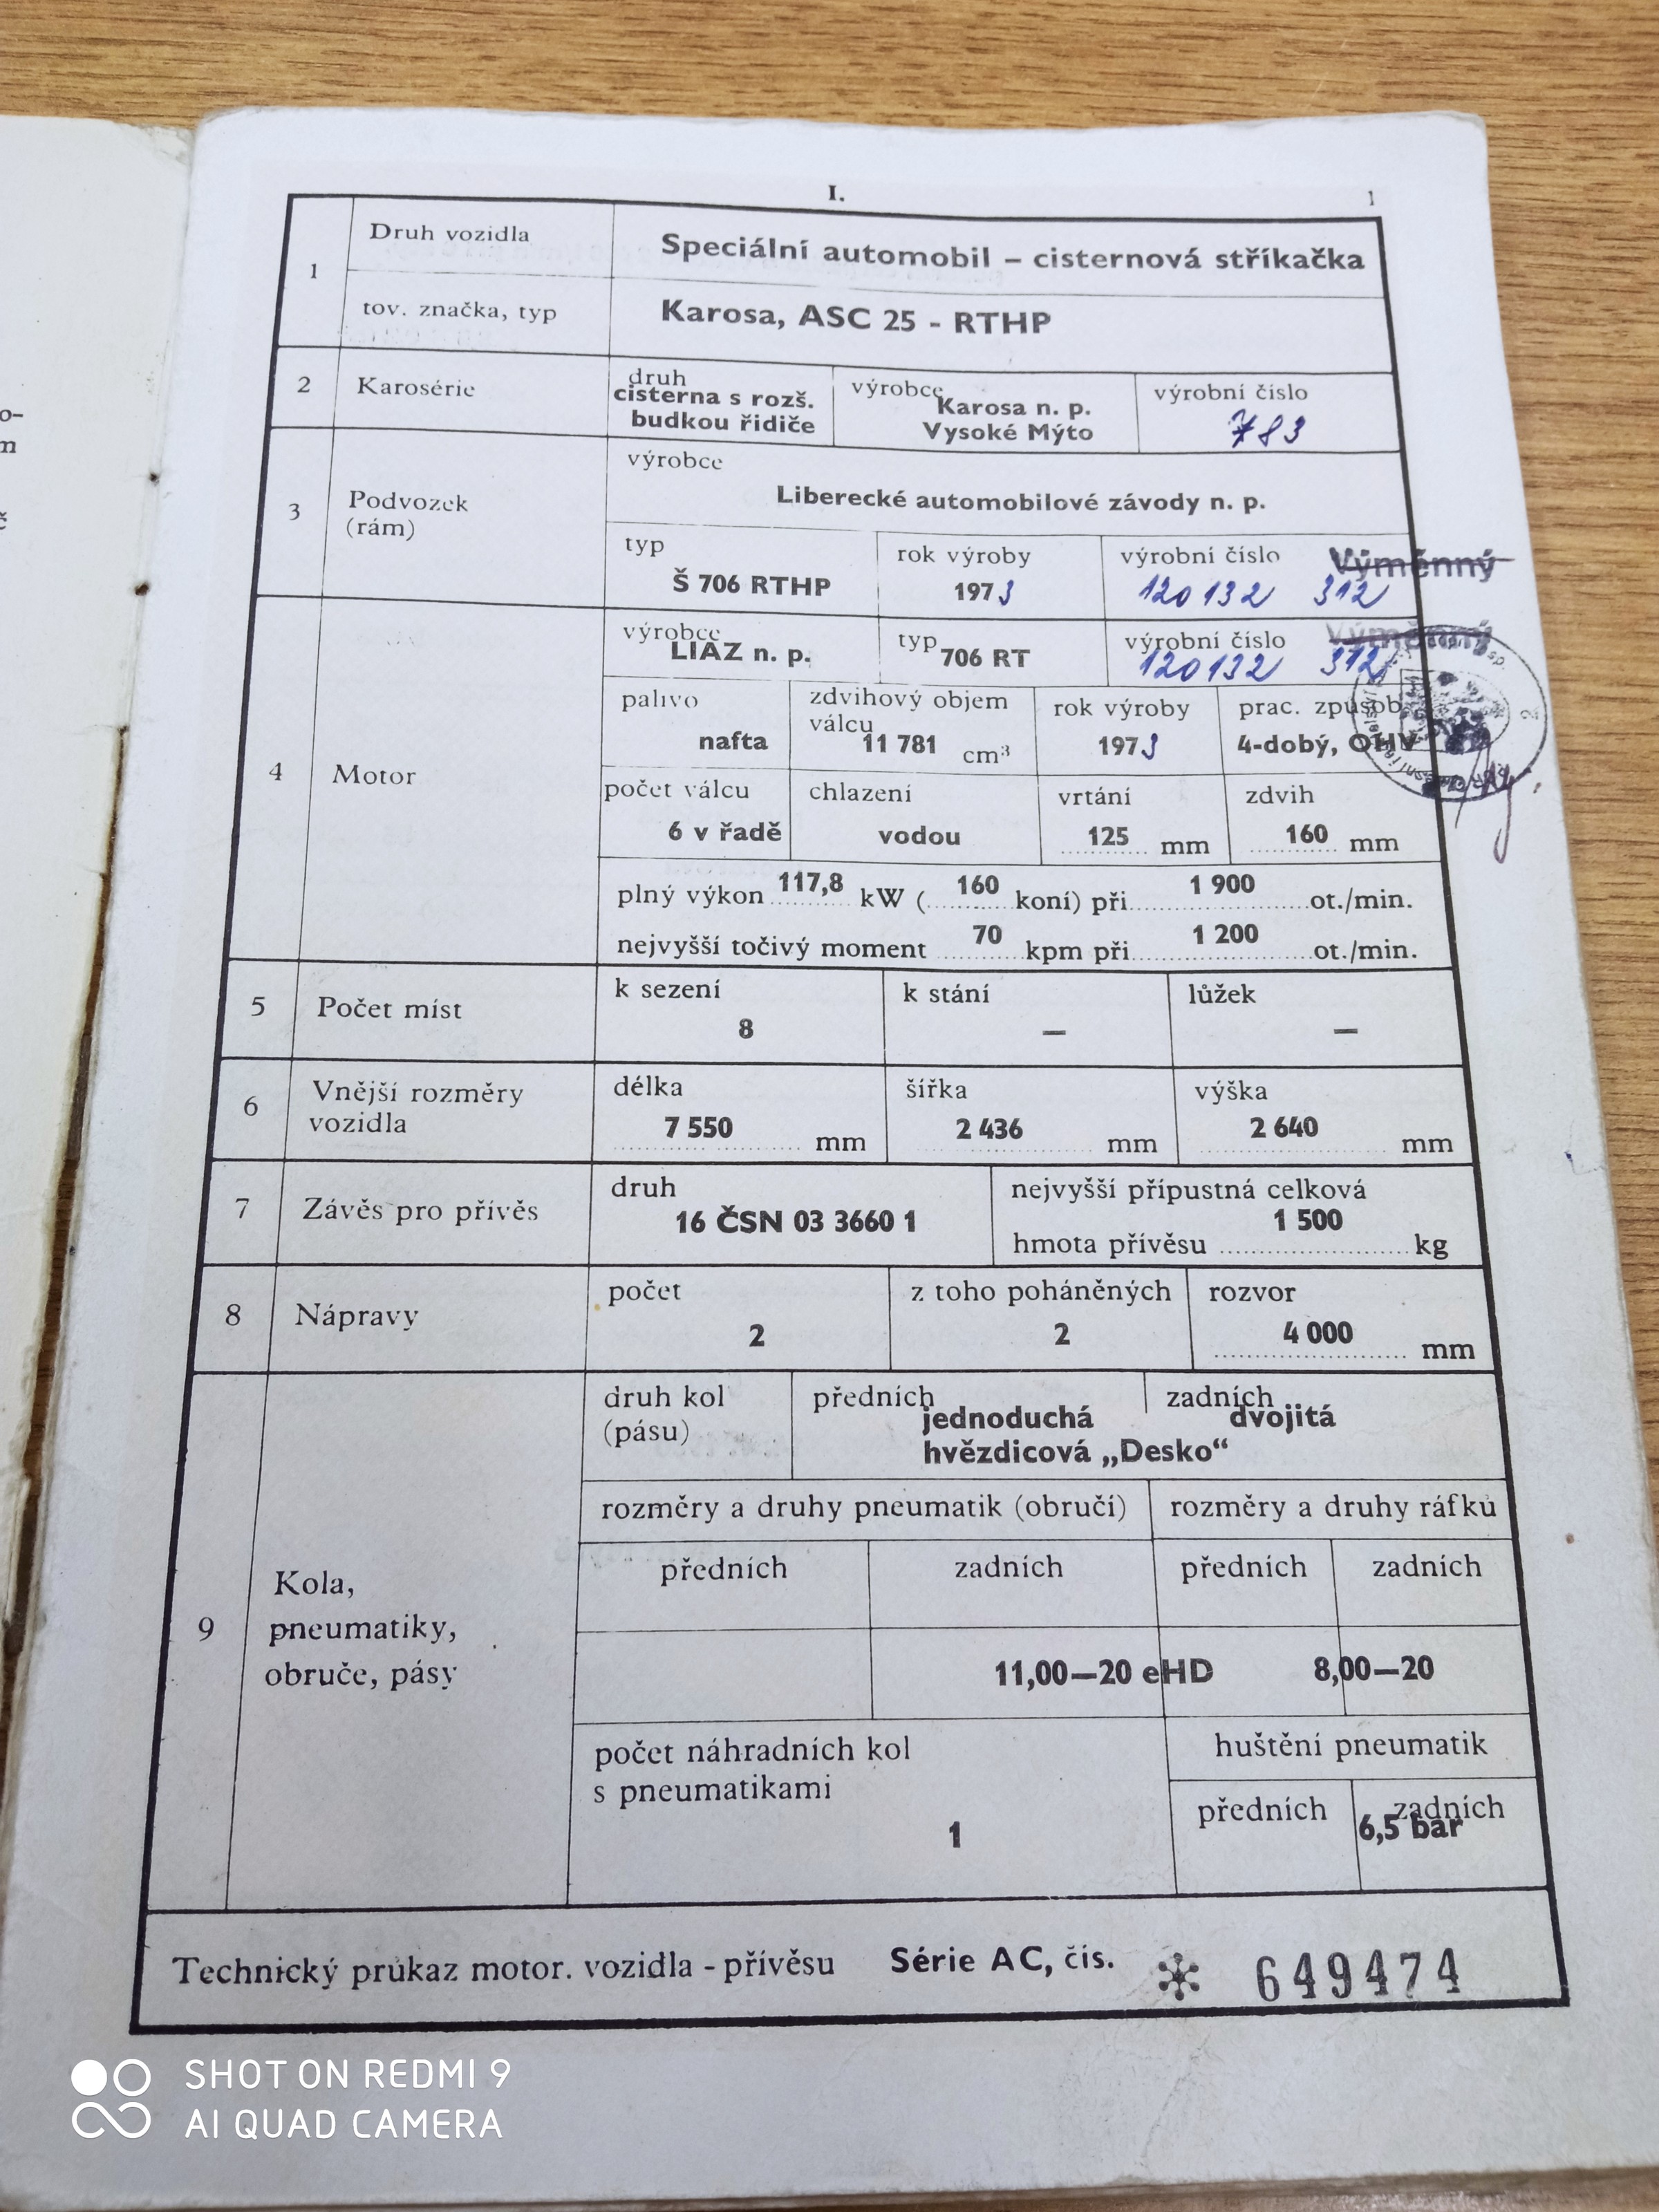 I.
1
1
Druh vozidla
Speciální automobil – cisternová stříkačka
tov. značka, typ
Karosa, ASC 25 - RTHP
2
Karosérie
druh
cisterna s rozš.
budkou řidiče
výrobce
Karosa n. p.
Vysoké Mýto
výrobní číslo
783
3
Podvozek
(rám)
výrobce
Liberecké automobilové závody n. p.
typ
Š 706 RTHP
rok výroby
1973
výrobní číslo
Výměnný
120132 312
4
Motor
výrobce
LIAZ n. p.
typ
706 RT
výrobní číslo
Výměnný
120132 312
palivo
nafta
zdvihový objem
válcu
11 781 cm³
rok výroby
1973
prac. způsob
4-dobý, OHV
počet válcu
6 v řadě
chlazení
vodou
vrtání
125 mm
zdvih
160 mm
plný výkon 117,8 kW ( 160 koní) při 1 900 ot./min.
nejvyšší točivý moment 70 kpm při 1 200 ot./min.
5
Počet míst
k sezení
8
k stání
—
lůžek
—
6
Vnější rozměry
vozidla
délka
7 550 mm
šířka
2 436 mm
výška
2 640 mm
7
Závěs pro přívěs
druh
16 ČSN 03 3660 1
nejvyšší přípustná celková
1 500
hmota přívěsu kg
8
Nápravy
počet
2
z toho poháněných
2
rozvor
4 000 mm
9
Kola,
pneumatiky,
obruče, pásy
druh kol
(pásu)
předních
jednoduchá
hvězdicová „Desko“
zadních
dvojitá
rozměry a druhy pneumatik (obručí)
rozměry a druhy ráfků
předních
zadních
předních
zadních
11,00—20 eHD
8,00—20
počet náhradních kol
s pneumatikami
1
huštění pneumatik
předních
zadních
6,5 bar
Technický průkaz motor. vozidla - přívěsu Série AC, čís. * 649474
SHOT ON REDMI 9
AI QUAD CAMERA